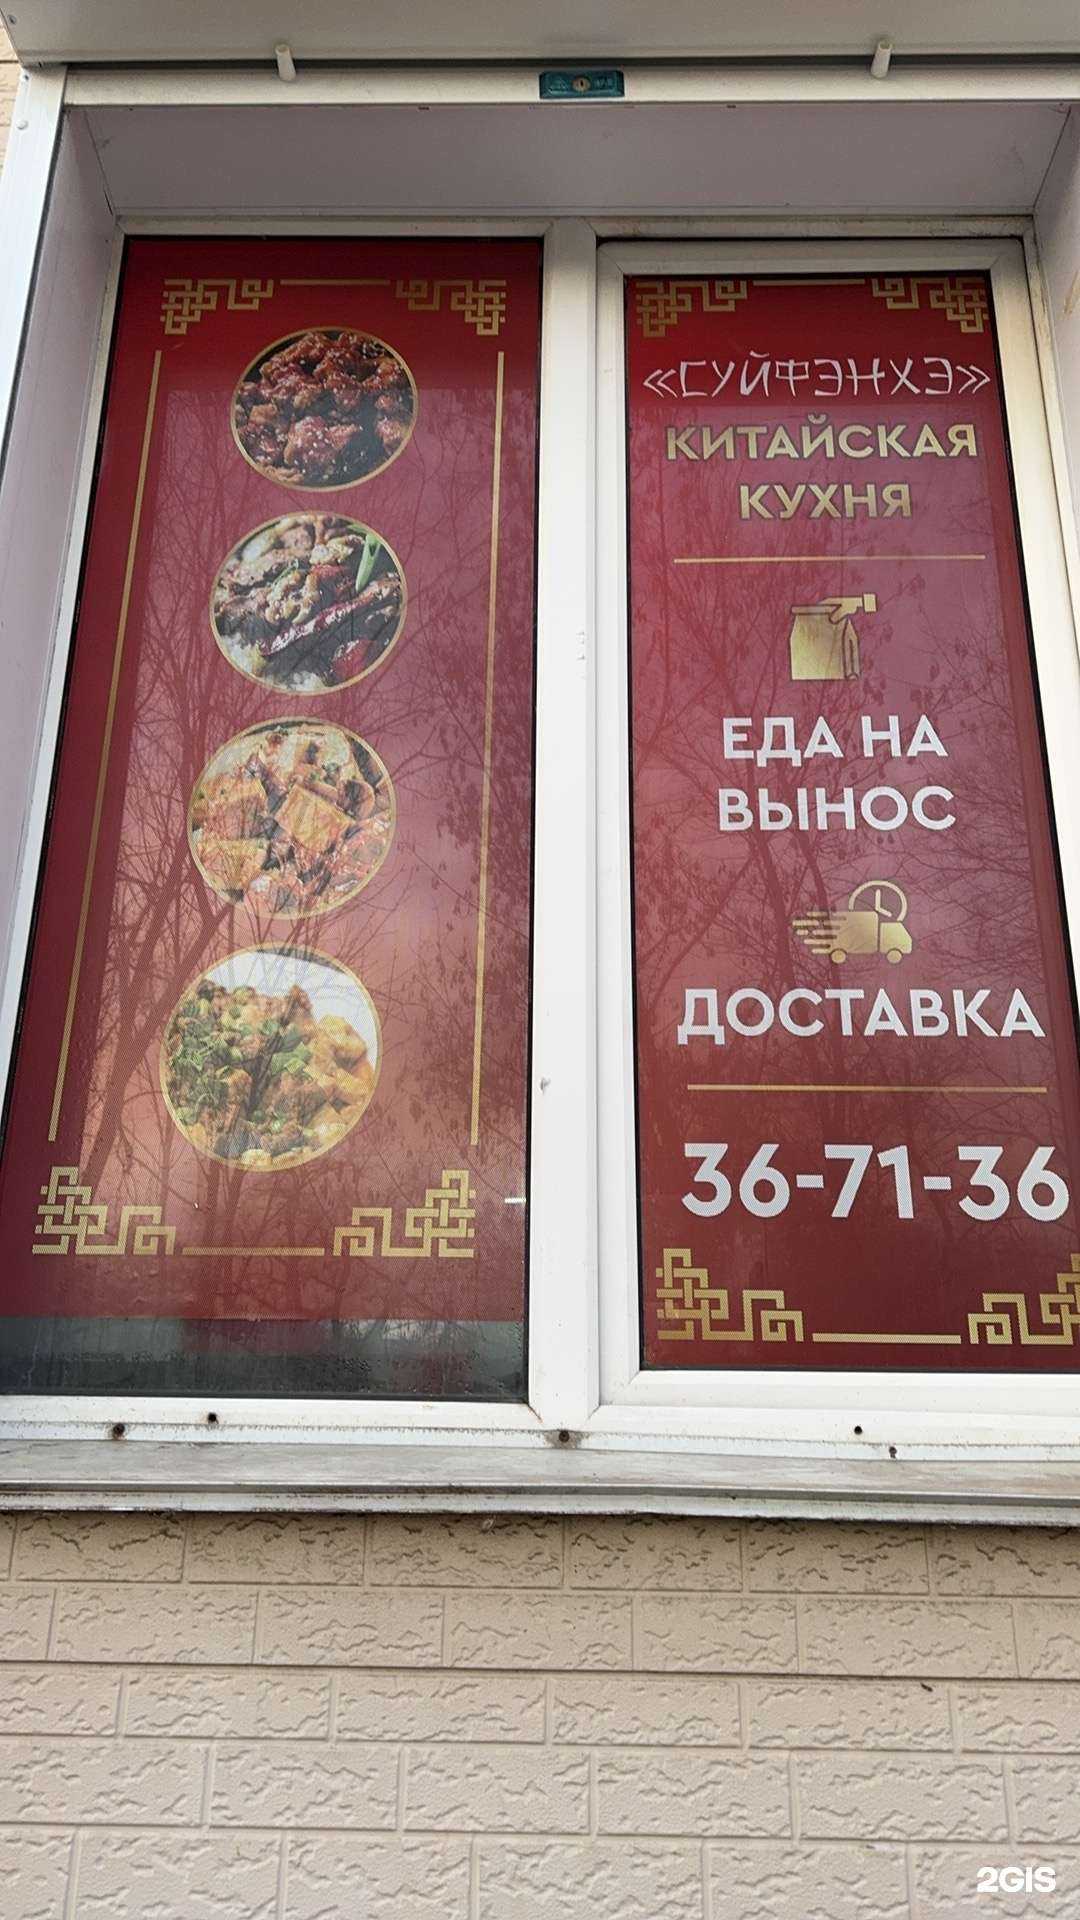 «СУЙФЭНХЭ»
КИТАЙСКАЯ
КУХНЯ
ЕДА НА
ВЫНОС
ДОСТАВКА
36-71-36
2GIS